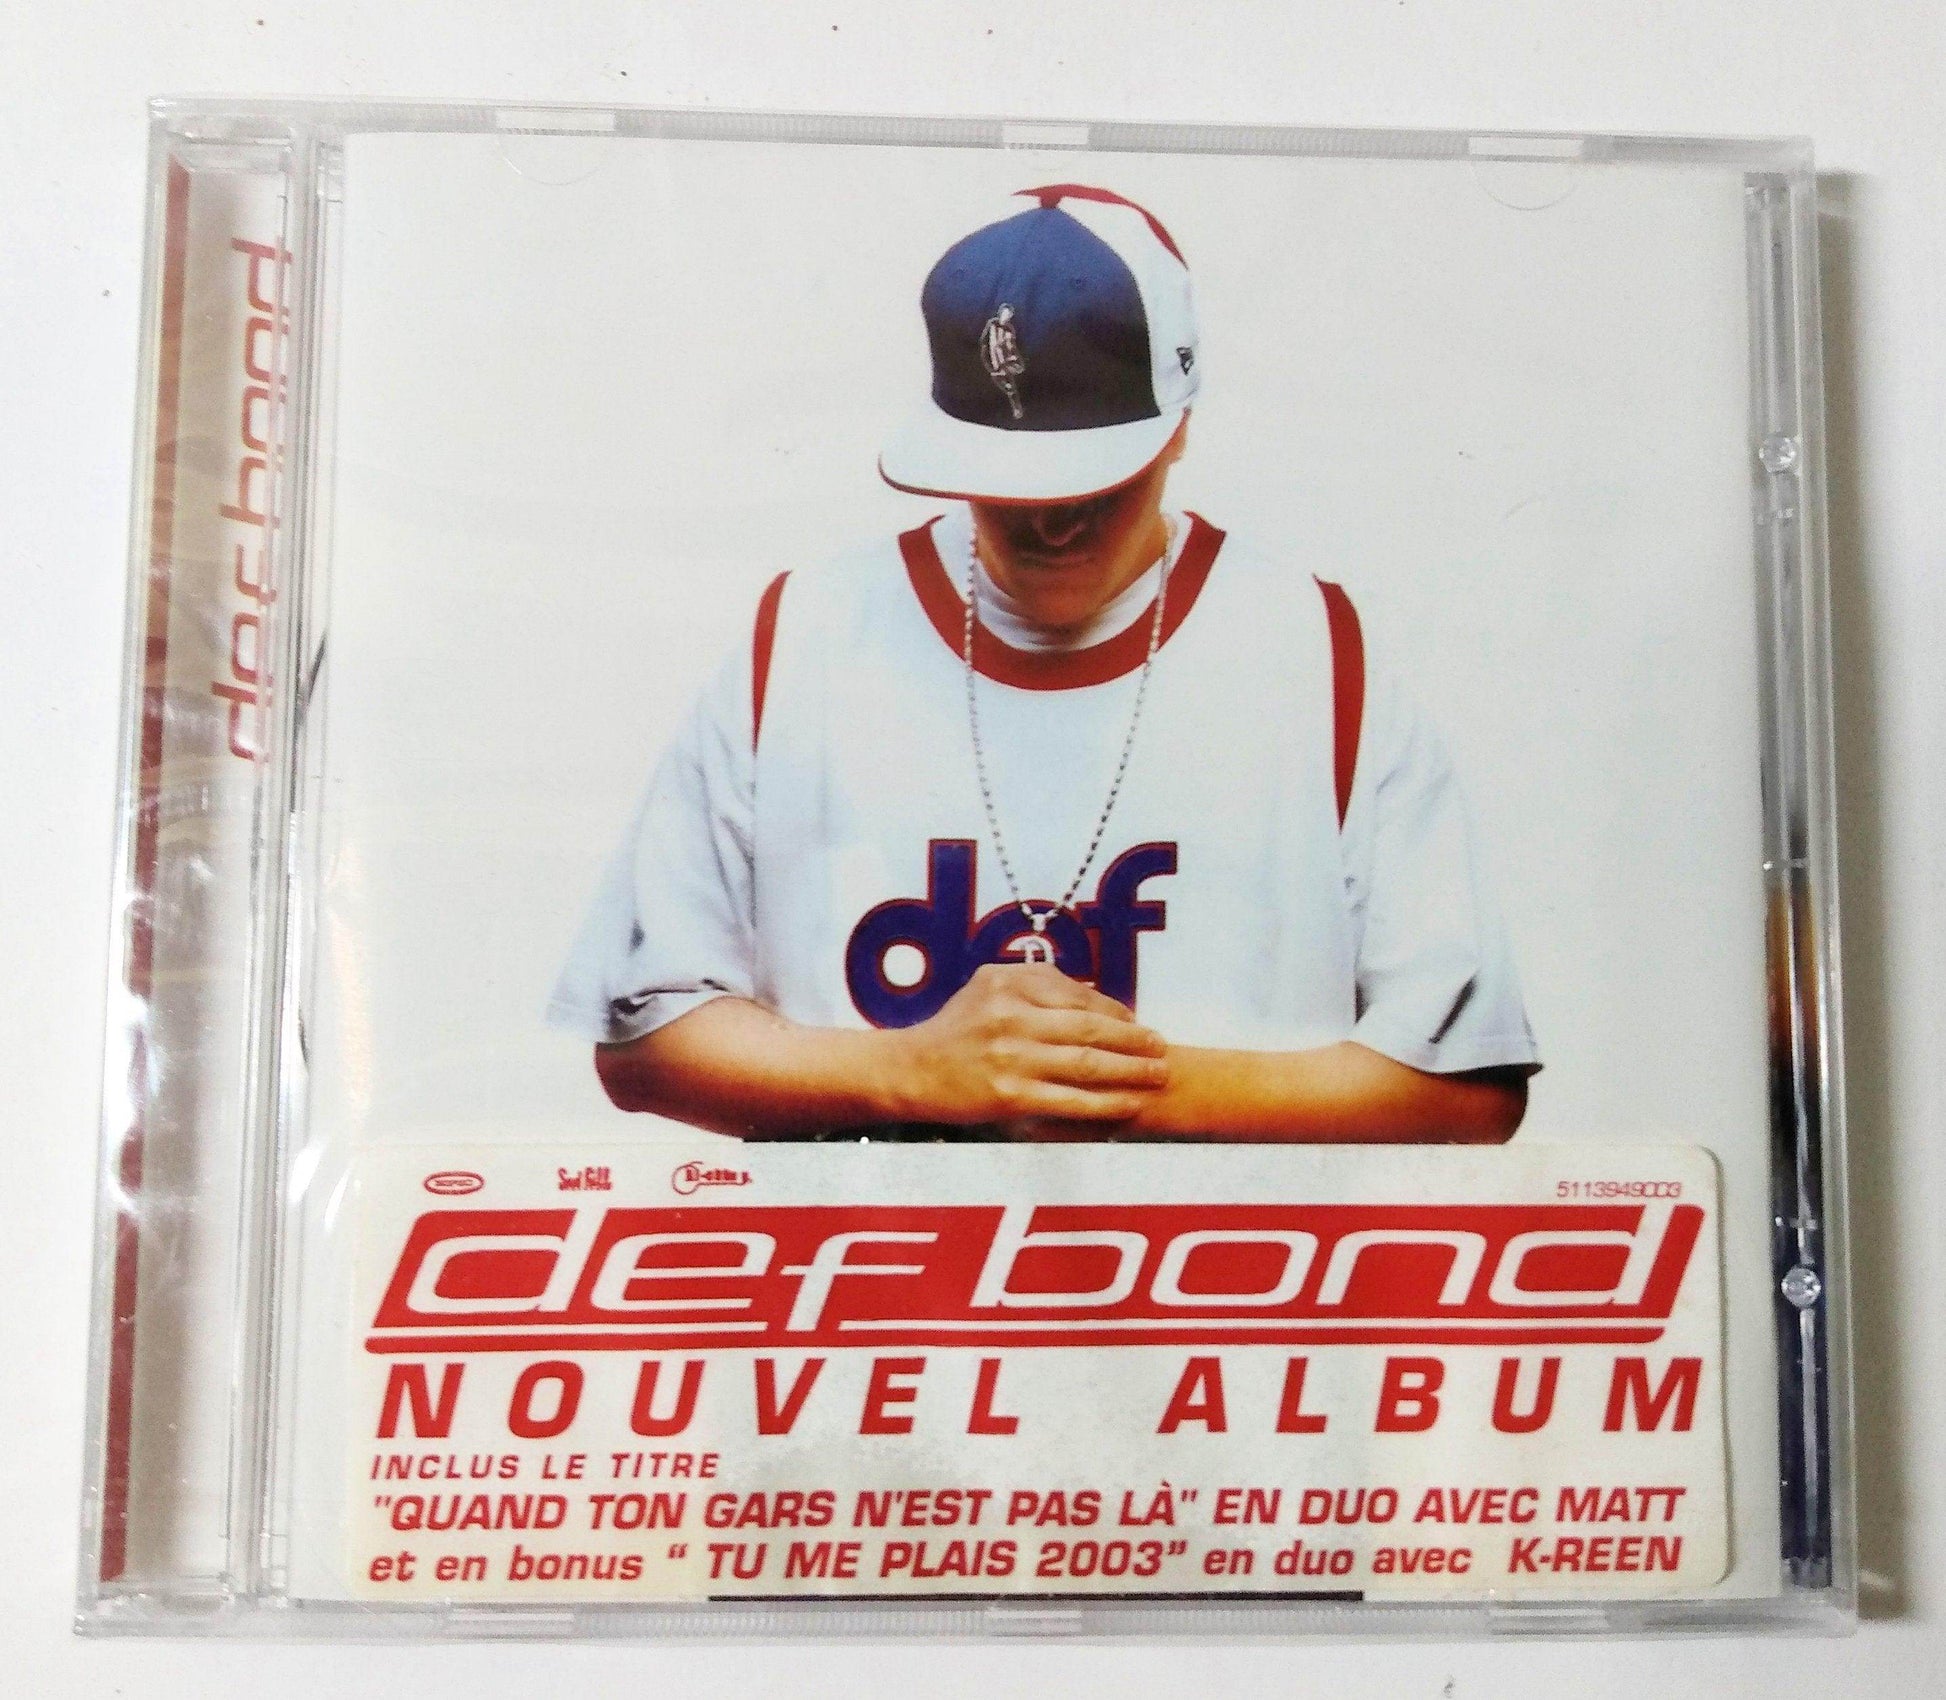 def bond
def
epic
5113949003
def bond
NOUVEL ALBUM
INCLUS LE TITRE
"QUAND TON GARS N'EST PAS LÀ" EN DUO AVEC MATT
et en bonus " TU ME PLAIS 2003" en duo avec K-REEN